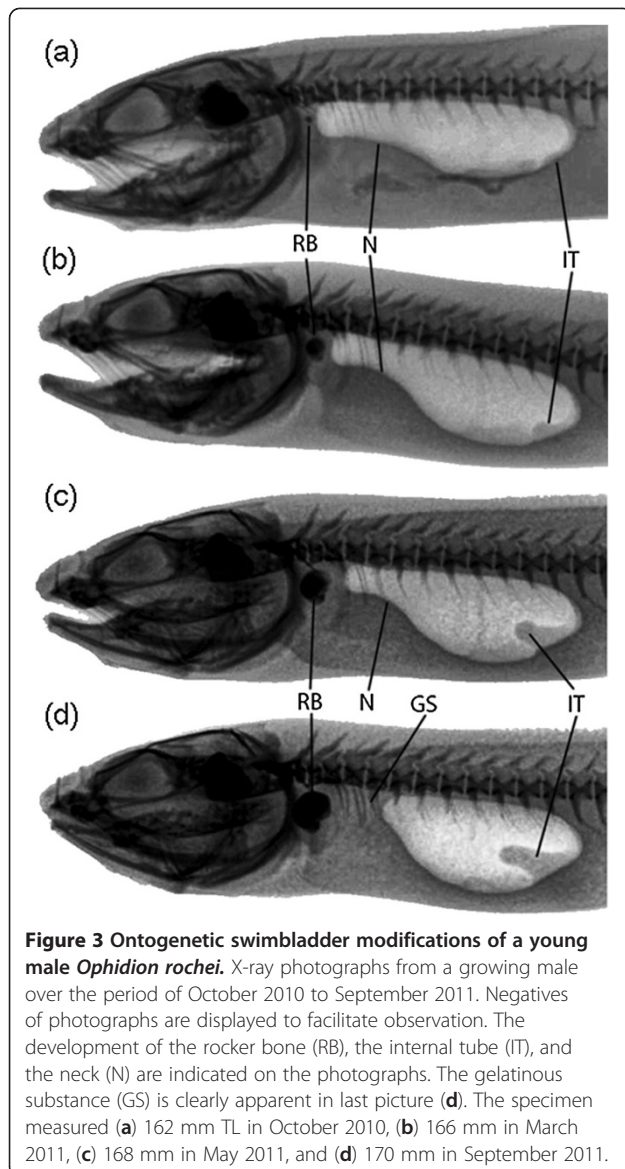 (a)
RB
N
IT
(b)
(c)
RB
N
GS
IT
(d)
Figure 3 Ontogenetic swimbladder modifications of a young
male Ophidion rochei. X-ray photographs from a growing male
over the period of October 2010 to September 2011. Negatives
of photographs are displayed to facilitate observation. The
development of the rocker bone (RB), the internal tube (IT), and
the neck (N) are indicated on the photographs. The gelatinous
substance (GS) is clearly apparent in last picture (d). The specimen
measured (a) 162 mm TL in October 2010, (b) 166 mm in March
2011, (c) 168 mm in May 2011, and (d) 170 mm in September 2011.